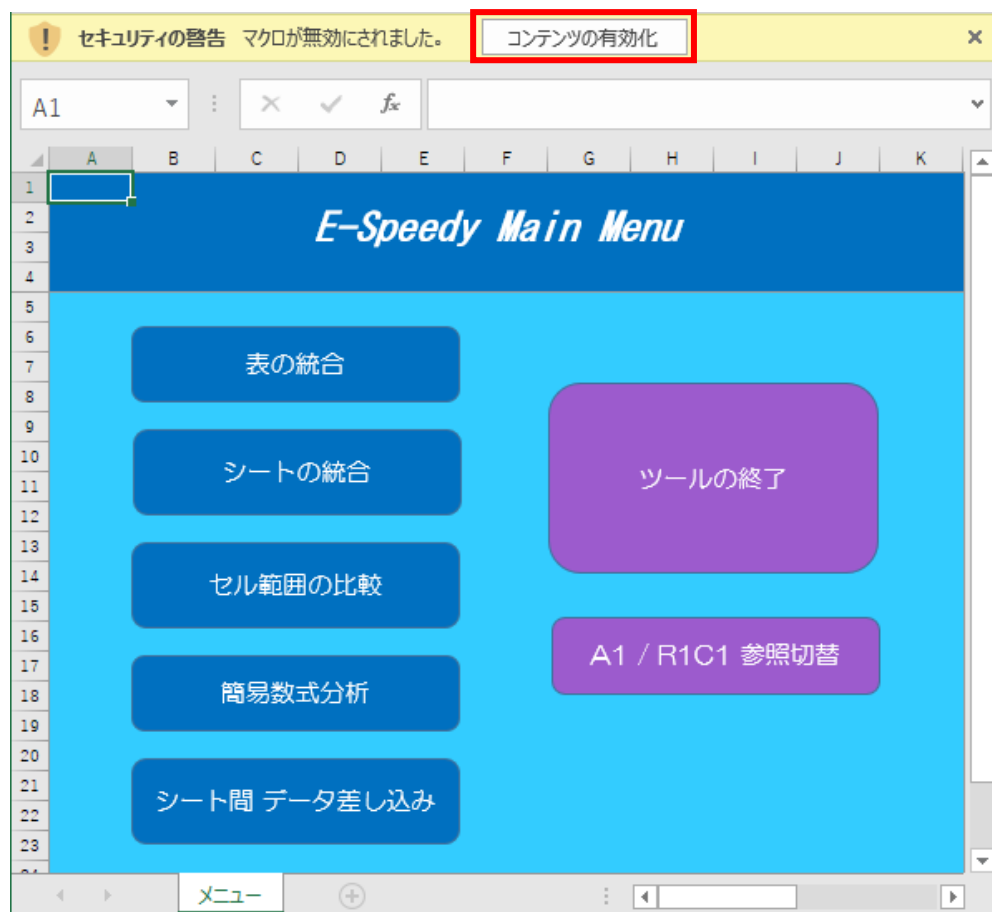 セキュリティの警告 マクロが無効にされました。 コンテンツの有効化
A1 fx
A B C D E F G H I J K
1
2
3
4
5
6
7
8
9
10
11
12
13
14
15
16
17
18
19
20
21
22
23
E-Speedy Main Menu
表の統合
シートの統合
セル範囲の比較
簡易数式分析
シート間 データ差し込み
ツールの終了
A1 / R1C1 参照切替
メニュー